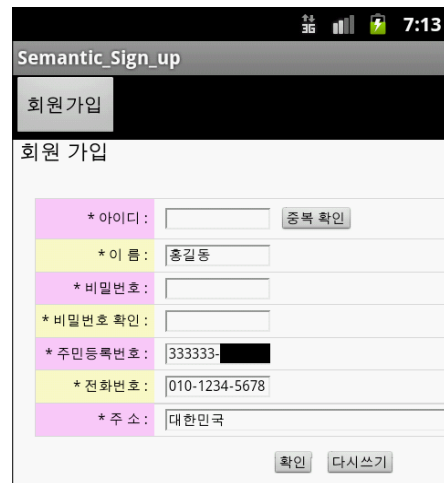 3G 7:13
Semantic_Sign_up
회원가입
회원 가입
* 아이디 : 중복 확인
* 이 름 : 홍길동
* 비밀번호 :
* 비밀번호 확인 :
* 주민등록번호 : 333333-
* 전화번호 : 010-1234-5678
* 주 소 : 대한민국
확인 다시쓰기